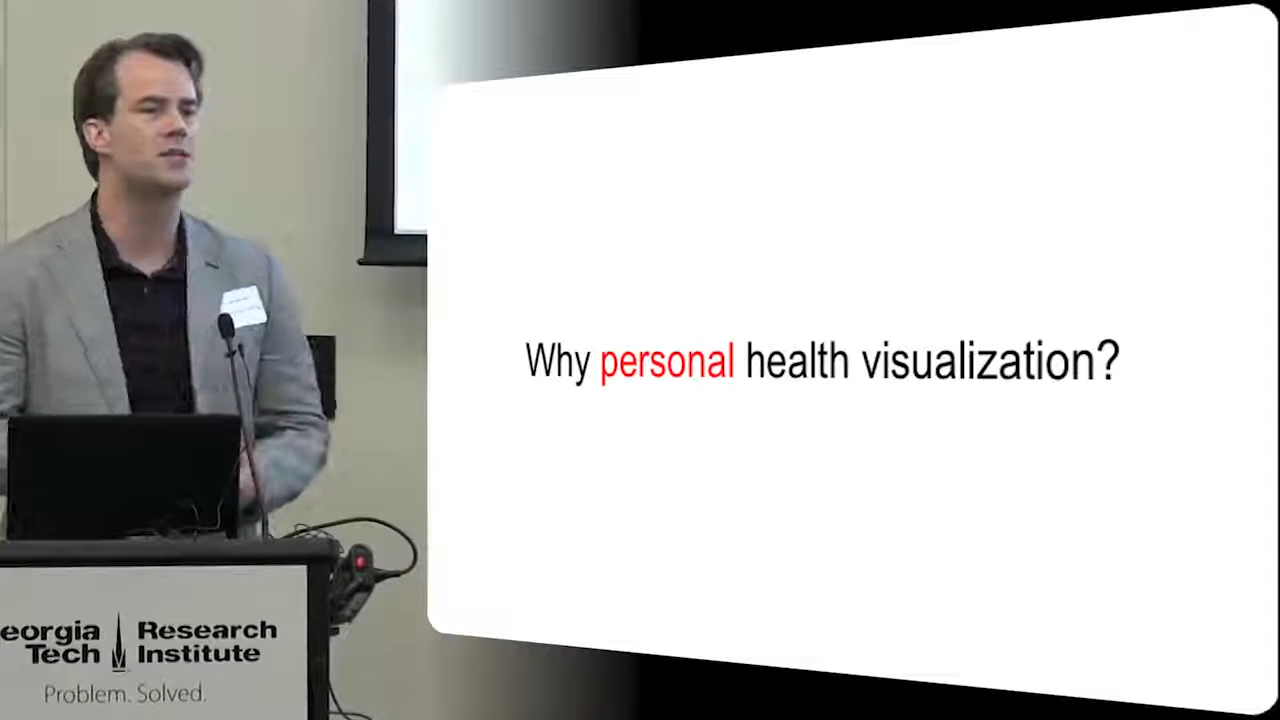 Why personal health visualization?
eorgia Research
Tech Institute
Problem. Solved.